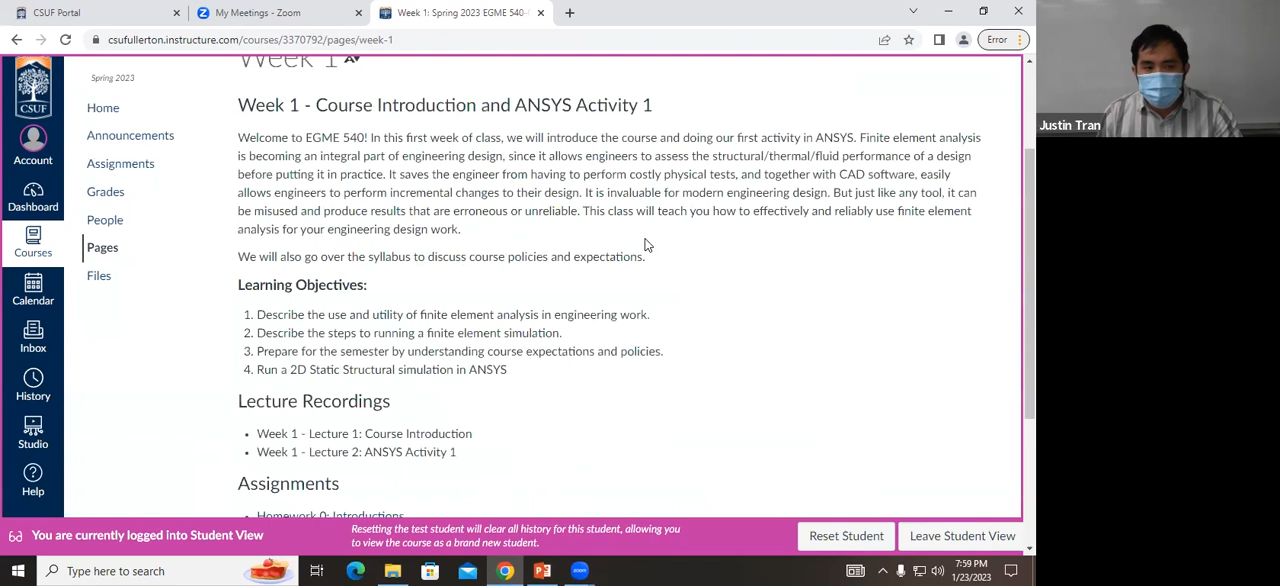 CSUF Portal
My Meetings - Zoom
Week 1: Spring 2023 EGME 540-
csufullerton.instructure.com/courses/3370792/pages/week-1
Error
CSUF
Account
Dashboard
Courses
Calendar
Inbox
History
Studio
Help
Spring 2023
Home
Announcements
Assignments
Grades
People
Pages
Files
Week 1
Week 1 - Course Introduction and ANSYS Activity 1
Welcome to EGME 540! In this first week of class, we will introduce the course and doing our first activity in ANSYS. Finite element analysis
is becoming an integral part of engineering design, since it allows engineers to assess the structural/thermal/fluid performance of a design
before putting it in practice. It saves the engineer from having to perform costly physical tests, and together with CAD software, easily
allows engineers to perform incremental changes to their design. It is invaluable for modern engineering design. But just like any tool, it can
be misused and produce results that are erroneous or unreliable. This class will teach you how to effectively and reliably use finite element
analysis for your engineering design work.
We will also go over the syllabus to discuss course policies and expectations.
Learning Objectives:
1. Describe the use and utility of finite element analysis in engineering work.
2. Describe the steps to running a finite element simulation.
3. Prepare for the semester by understanding course expectations and policies.
4. Run a 2D Static Structural simulation in ANSYS
Lecture Recordings
• Week 1 - Lecture 1: Course Introduction
• Week 1 - Lecture 2: ANSYS Activity 1
Assignments
• Homework 0: Introductions
You are currently logged into Student View
Resetting the test student will clear all history for this student, allowing
you to view the course as a brand new student.
Reset Student
Leave Student View
Type here to search
7:59 PM
1/23/2023
Justin Tran